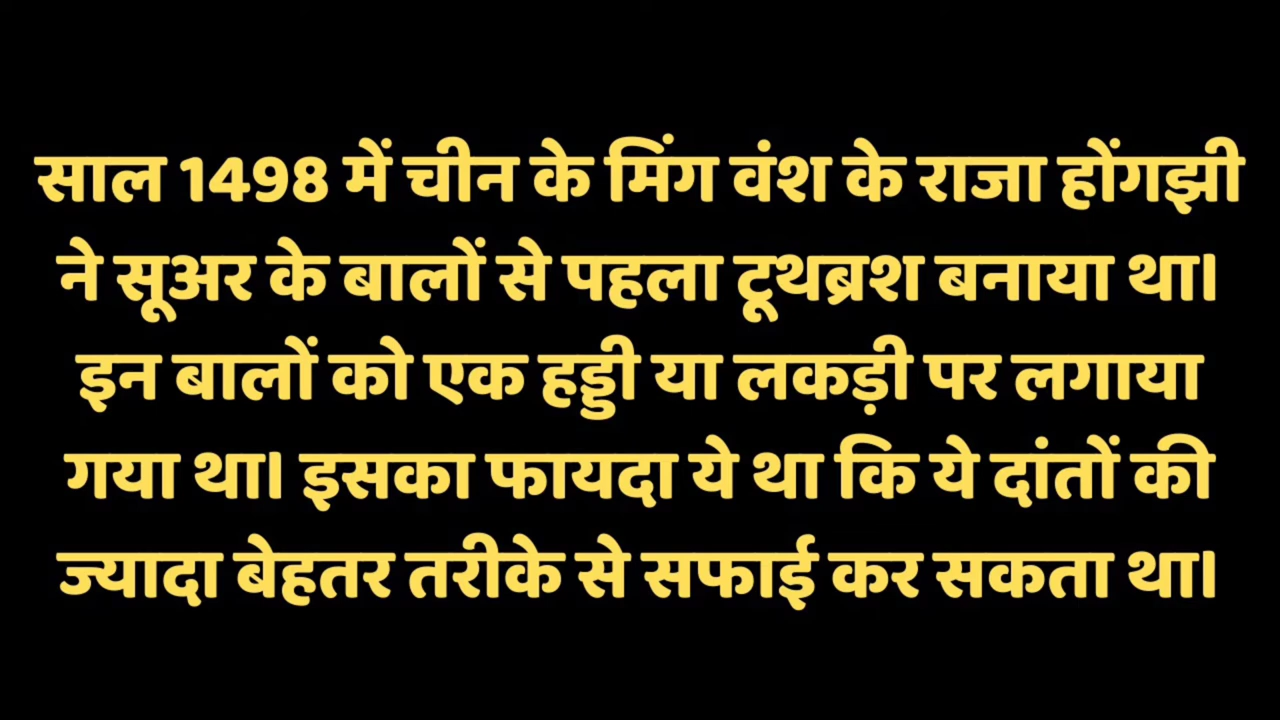 साल 1498 में चीन के मिंग वंश के राजा होंगझी
ने सूअर के बालों से पहला टूथब्रश बनाया था।
इन बालों को एक हड्डी या लकड़ी पर लगाया
गया था। इसका फायदा ये था कि ये दांतों की
ज्यादा बेहतर तरीके से सफाई कर सकता था।